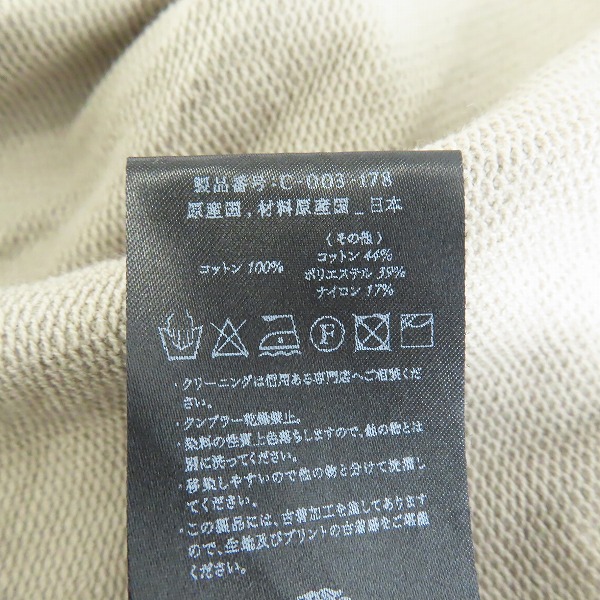 製品番号:C-003-178
原産国,材料原産国_日本
コットン 100%
(その他)
コットン 44%
ポリエステル 39%
ナイロン 17%
F
・クリーニングは信用ある専門店へご相談くだ
さい。
・タンブラー乾燥禁止。
・染料の性質上色落ちしますので、他の物とは
別に洗ってください。
・移染しやすいので他の物と分けて洗濯し
てください。
・この製品には、古着加工を施してあります
ので、生地及びプリントの古着感をご堪能
ください。